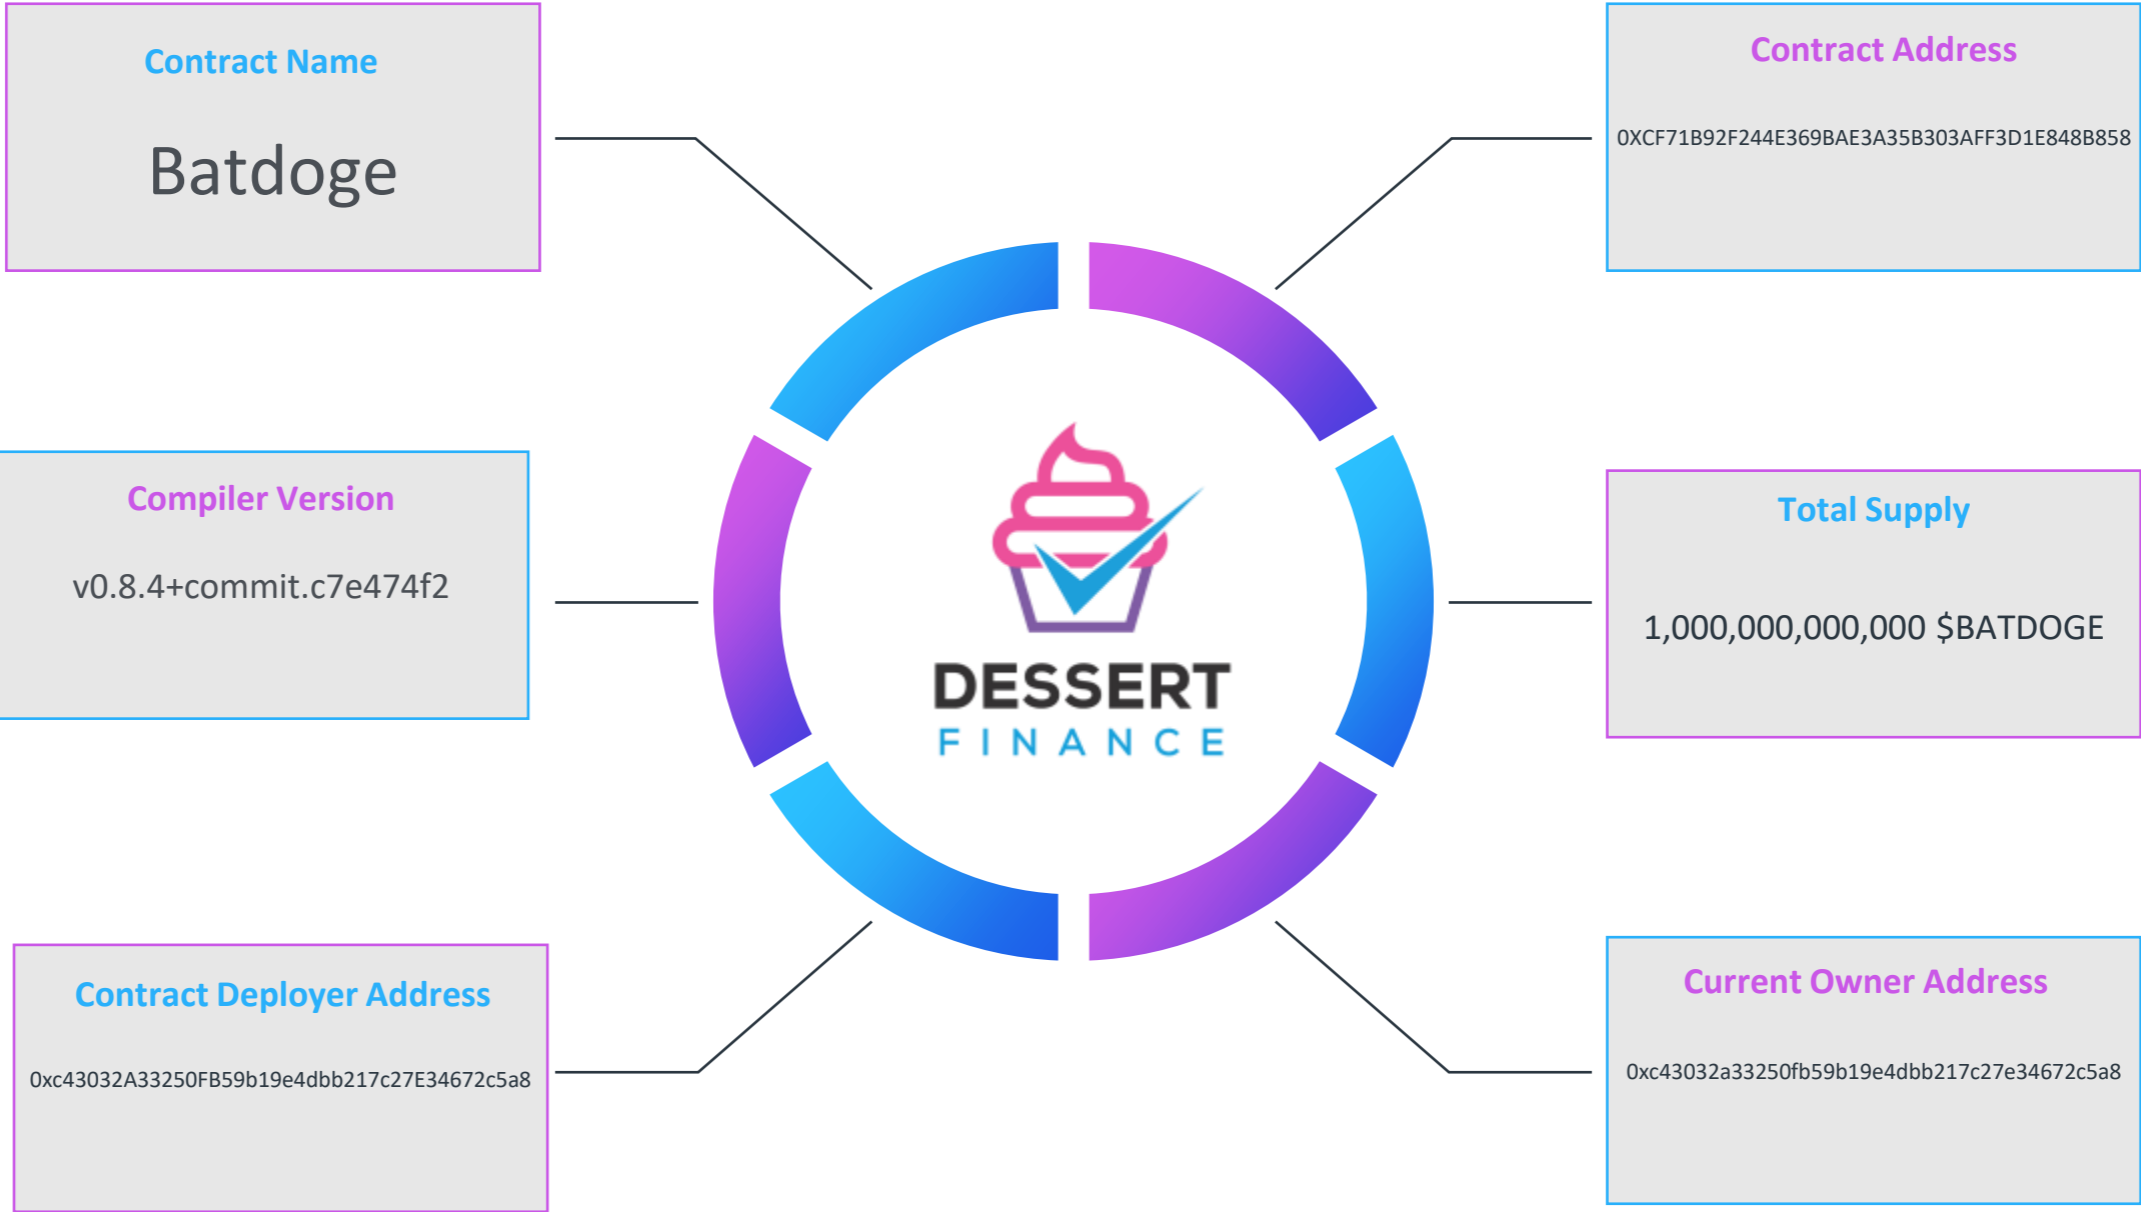 Contract Name
Batdoge
Contract Address
0XCF71B92F244E369BAE3A35B303AFF3D1E848B858
Compiler Version
v0.8.4+commit.c7e474f2
DESSERT
FINANCE
Total Supply
1,000,000,000,000 $BATDOGE
Contract Deployer Address
0xc43032A33250FB59b19e4dbb217c27E34672c5a8
Current Owner Address
0xc43032a33250fb59b19e4dbb217c27e34672c5a8